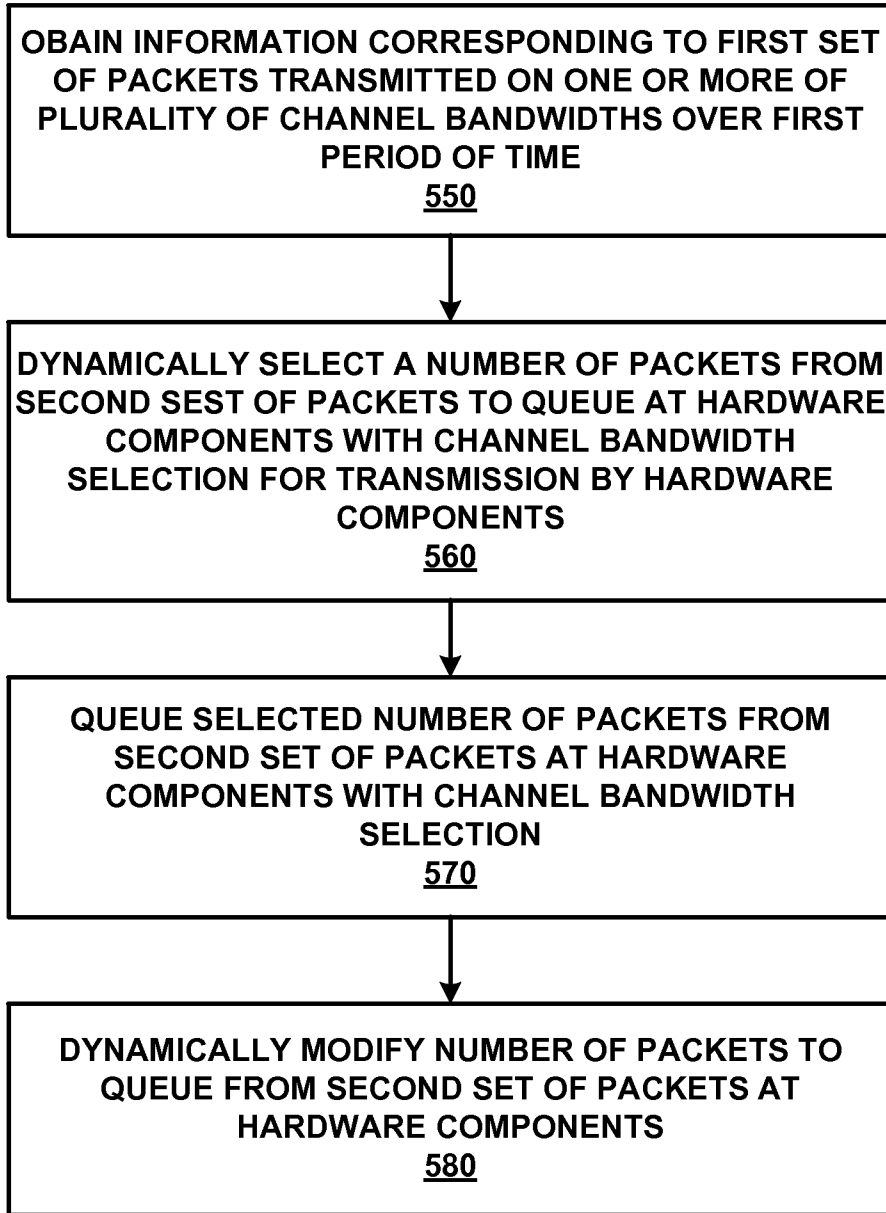 OBAIN INFORMATION CORRESPONDING TO FIRST SET
OF PACKETS TRANSMITTED ON ONE OR MORE OF
PLURALITY OF CHANNEL BANDWIDTHS OVER FIRST
PERIOD OF TIME
550
DYNAMICALLY SELECT A NUMBER OF PACKETS FROM
SECOND SEST OF PACKETS TO QUEUE AT HARDWARE
COMPONENTS WITH CHANNEL BANDWIDTH
SELECTION FOR TRANSMISSION BY HARDWARE
COMPONENTS
560
QUEUE SELECTED NUMBER OF PACKETS FROM
SECOND SET OF PACKETS AT HARDWARE
COMPONENTS WITH CHANNEL BANDWIDTH
SELECTION
570
DYNAMICALLY MODIFY NUMBER OF PACKETS TO
QUEUE FROM SECOND SET OF PACKETS AT
HARDWARE COMPONENTS
580